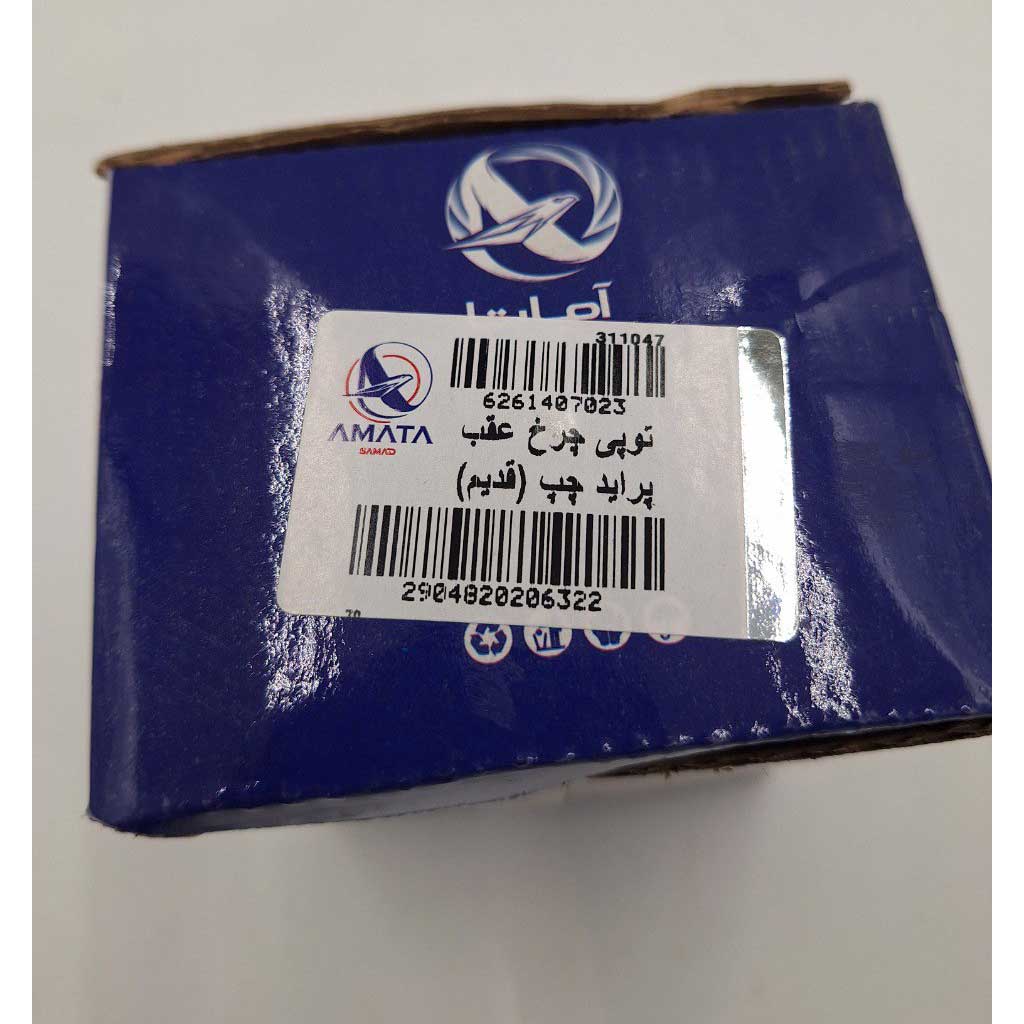 آماتا
311047
6261407023
AMATA
SAMAD
توپی چرخ عقب
پراید چپ (قدیم)
2904820206322